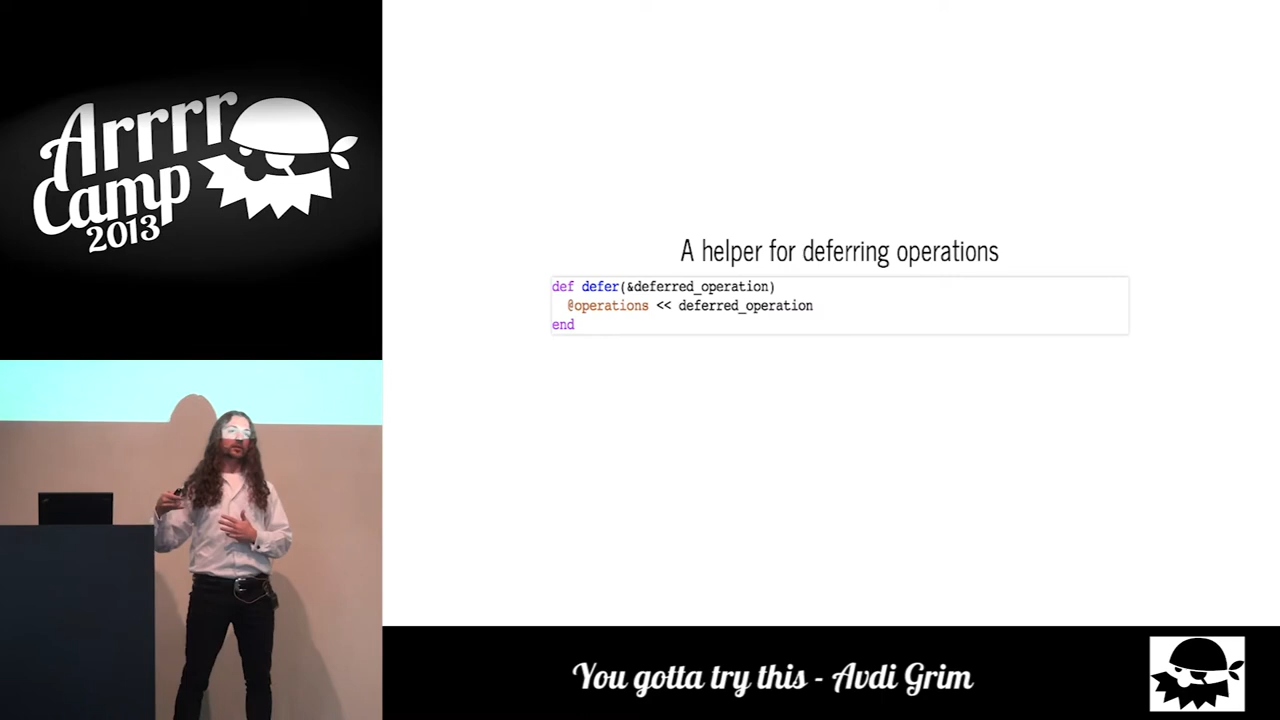 Arrrr
Camp
2013
A helper for deferring operations
def defer(&deferred_operation)
  @operations << deferred_operation
end
You gotta try this - Avdi Grim